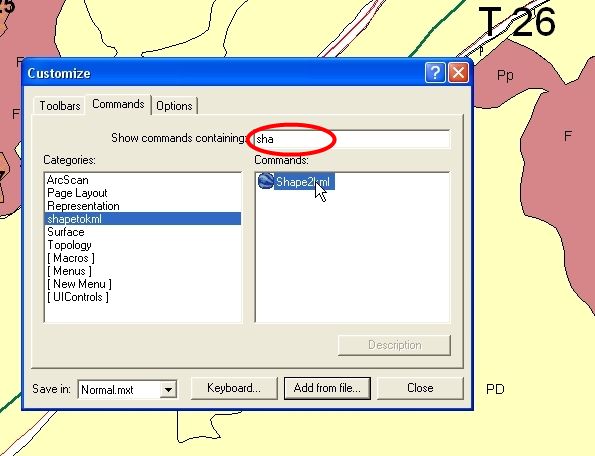 25
T 26
Customize
Pp
Toolbars Commands Options
F
F
Show commands containing: sha
Categories:
Commands:
ArcScan
Page Layout
Representation
shapetokml
Surface
Topology
[ Macros ]
[ Menus ]
[ New Menu ]
[ UIControls ]
Shape2kml
Description
Save in: Normal.mxt Keyboard... Add from file... Close
PD